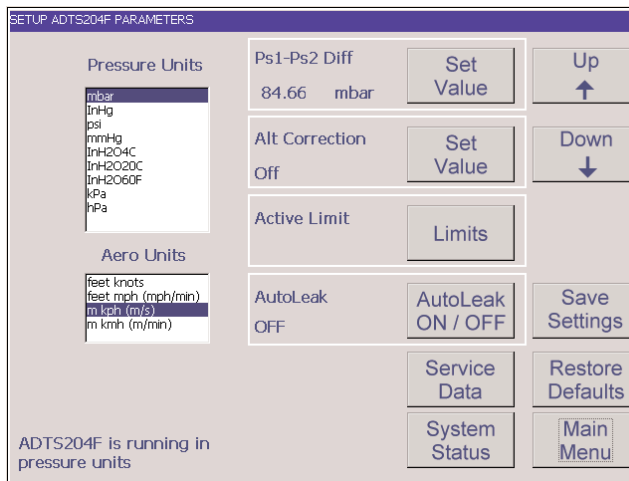 SETUP ADTS204F PARAMETERS
Pressure Units
mbar
InHg
psi
mmHg
InH2O4C
InH2O20C
InH2O60F
kPa
hPa
Aero Units
feet knots
feet mph (mph/min)
m kph (m/s)
m kmh (m/min)
ADTS204F is running in
pressure units
Ps1-Ps2 Diff
84.66 mbar
Set
Value
Alt Correction
Off
Set
Value
Active Limit
Limits
AutoLeak
OFF
AutoLeak
ON / OFF
Service
Data
System
Status
Up
Down
Save
Settings
Restore
Defaults
Main
Menu